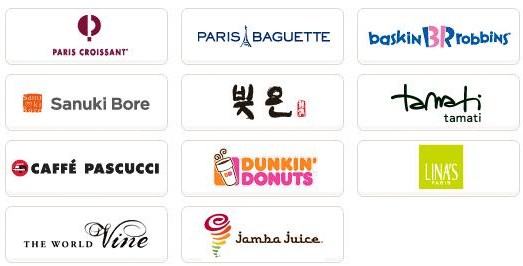 PARIS CROISSANT
PARIS BAGUETTE
baskin BR robbins
Sanuki Bore
빚은
tamati
tamati
CAFFÉ PASCUCCI
DUNKIN'
DONUTS
LINA'S
PARIS
THE WORLD Vine
jamba juice